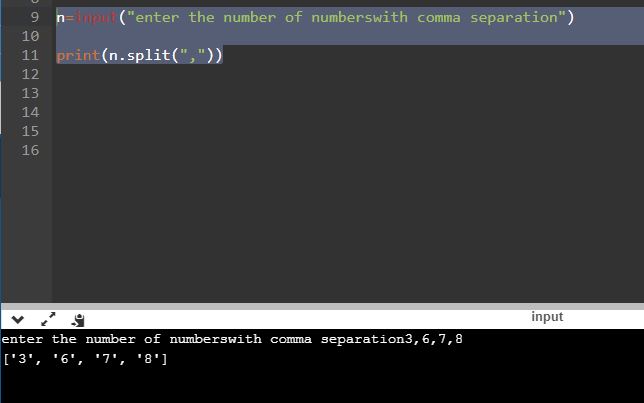 9 n=input("enter the number of numberswith comma separation")
10
11 print(n.split(","))
12
13
14
15
16
input
enter the number of numberswith comma separation3,6,7,8
['3', '6', '7', '8']